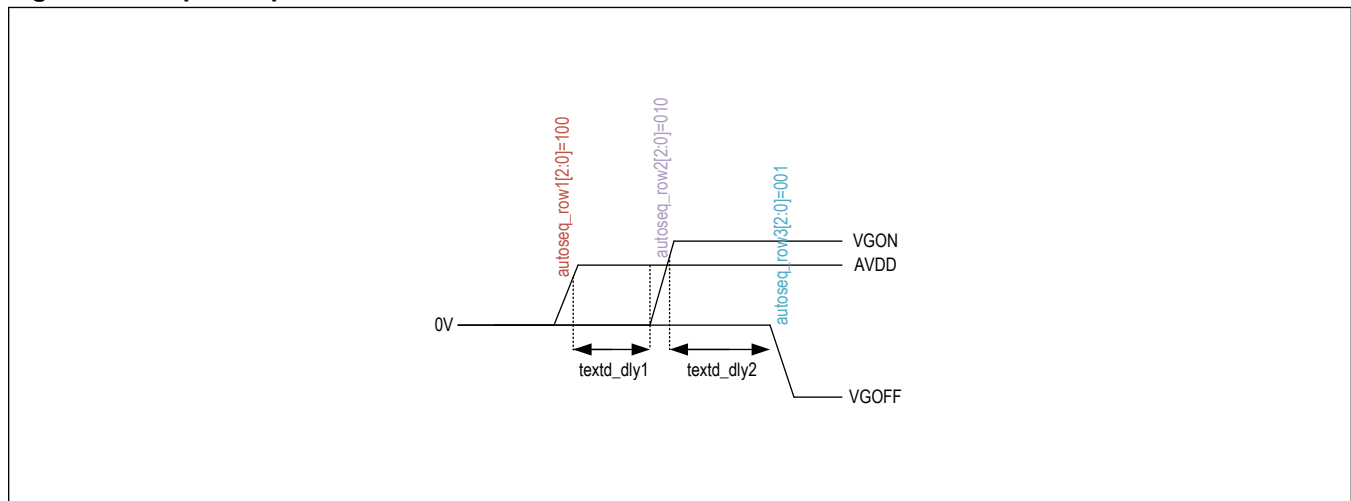 autoseq_row1[2:0]=100
autoseq_row2[2:0]=010
autoseq_row3[2:0]=001
VGON
AVDD
0V
textd_dly1
textd_dly2
VGOFF